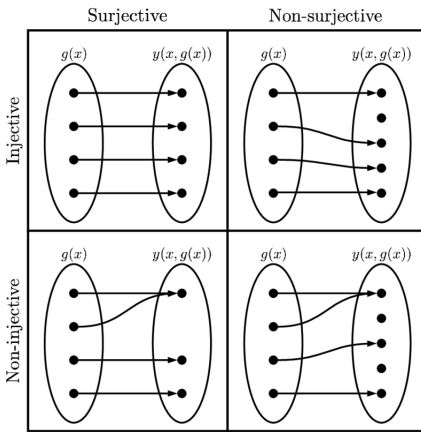 Surjective Non-surjective
Injective
g(x) y(x, g(x)) g(x) y(x, g(x))
Non-injective
g(x) y(x, g(x)) g(x) y(x, g(x))